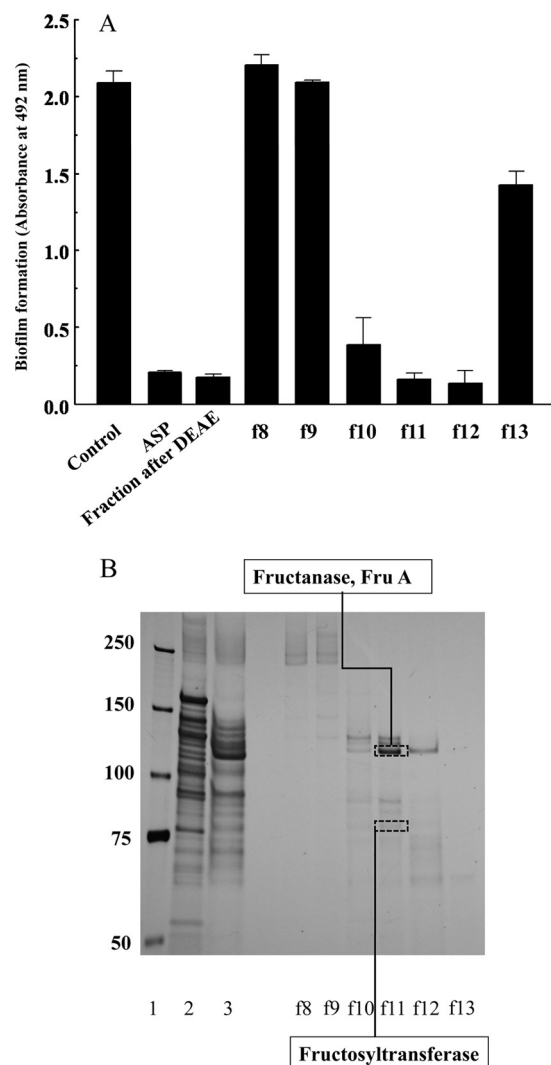 A
Biofilm formation (Absorbance at 492 nm)
2.5
2.0
1.5
1.0
0.5
0.0
Control
ASP
Fraction after DEAE
f8
f9
f10
f11
f12
f13
B
Fructanase, Fru A
250
150
100
75
50
1 2 3 f8 f9 f10 f11 f12 f13
Fructosyltransferase